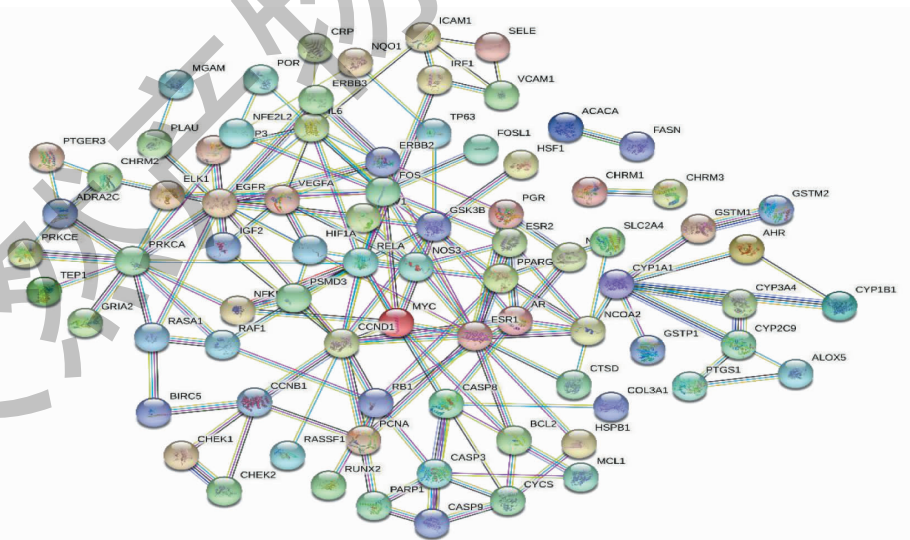 ICAM1
CRP
SELE
NQO1
POR
MGAM
IRF1
ERBB3
VCAM1
NFE2L2
IL6
TP63
ACACA
PLAU
P3
FOSL1
FASN
PTGER3
ERBB2
HSF1
CHRM2
ELK1
EGFR
VEGFA
FOS
CHRM1
CHRM3
ADRA2C
1
PGR
GSTM2
GSK3B
GSTM1
HIF1A
ESR2
SLC2A4
IGF2
PRKCE
PRKCA
RELA
NOS3
N
AHR
PPARG
TEP1
PSMD3
CYP1A1
CYP3A4
CYP1B1
NFK
GRIA2
MYC
AR
RASA1
RAF1
CCND1
ESR1
NCOA2
CYP2C9
GSTP1
CTSD
PTGS1
ALOX5
COL3A1
BIRC5
CCNB1
RB1
CASP8
HSPB1
CHEK1
RASSF1
PCNA
BCL2
CHEK2
RUNX2
CASP3
MCL1
PARP1
CYCS
CASP9